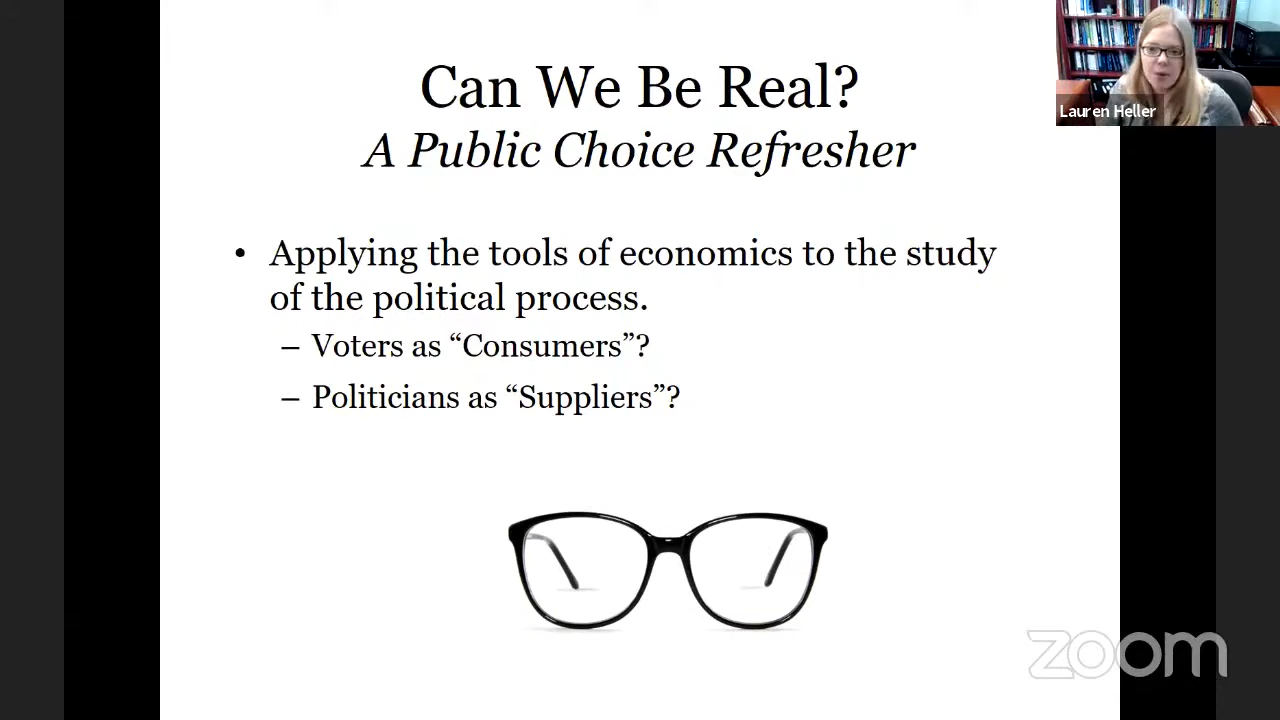 Can We Be Real?
A Public Choice Refresher
• Applying the tools of economics to the study
of the political process.
– Voters as “Consumers”?
– Politicians as “Suppliers”?
Lauren Heller
zoom